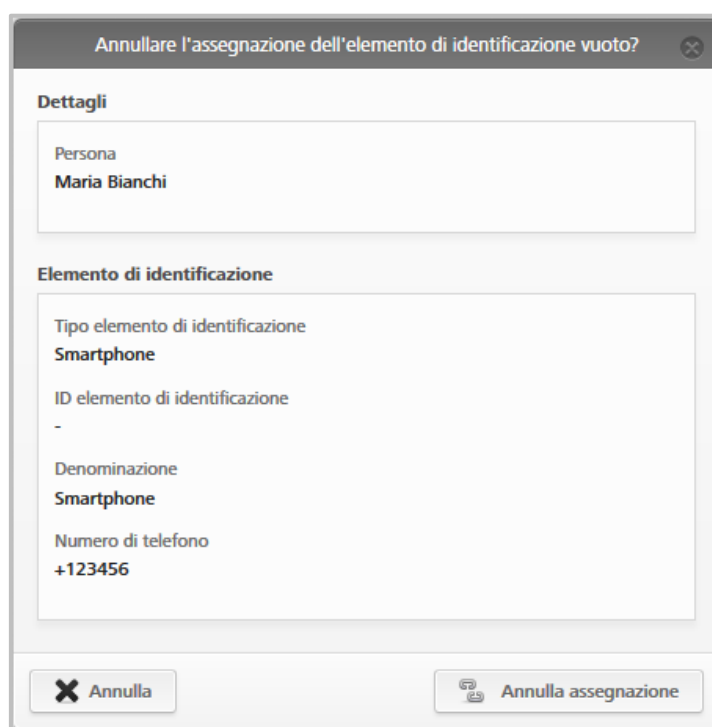 Annullare l'assegnazione dell'elemento di identificazione vuoto?
Dettagli
Persona
Maria Bianchi
Elemento di identificazione
Tipo elemento di identificazione
Smartphone
ID elemento di identificazione
-
Denominazione
Smartphone
Numero di telefono
+123456
Annulla
Annulla assegnazione